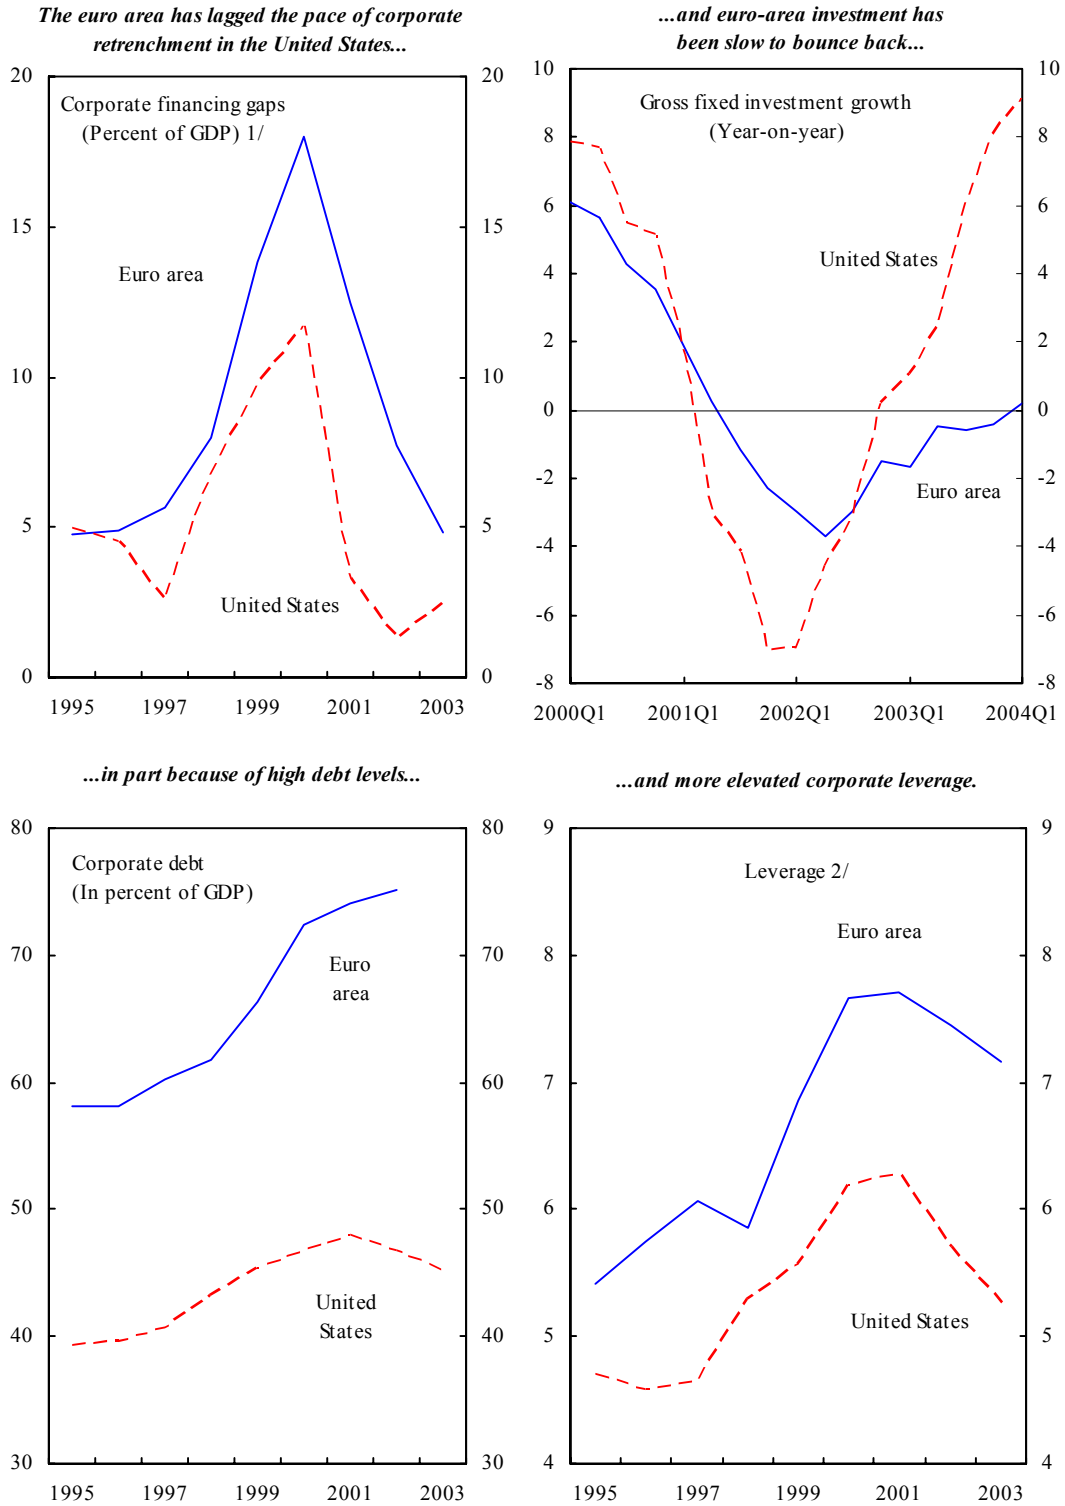 The euro area has lagged the pace of corporate
retrenchment in the United States...
20
20
Corporate financing gaps
(Percent of GDP) 1/
15
15
Euro area
10
10
5
5
United States
0
0
1995 1997 1999 2001 2003
...and euro-area investment has
been slow to bounce back...
10
10
Gross fixed investment growth
(Year-on-year)
8
8
6
6
United States
4
4
2
2
0
0
-2
-2
Euro area
-4
-4
-6
-6
-8
-8
2000Q1 2001Q1 2002Q1 2003Q1 2004Q1
...in part because of high debt levels...
80
80
Corporate debt
(In percent of GDP)
70
70
Euro
area
60
60
50
50
United
States
40
40
30
30
1995 1997 1999 2001 2003
...and more elevated corporate leverage.
9
9
Leverage 2/
Euro area
8
8
7
7
6
6
United States
5
5
4
4
1995 1997 1999 2001 2003